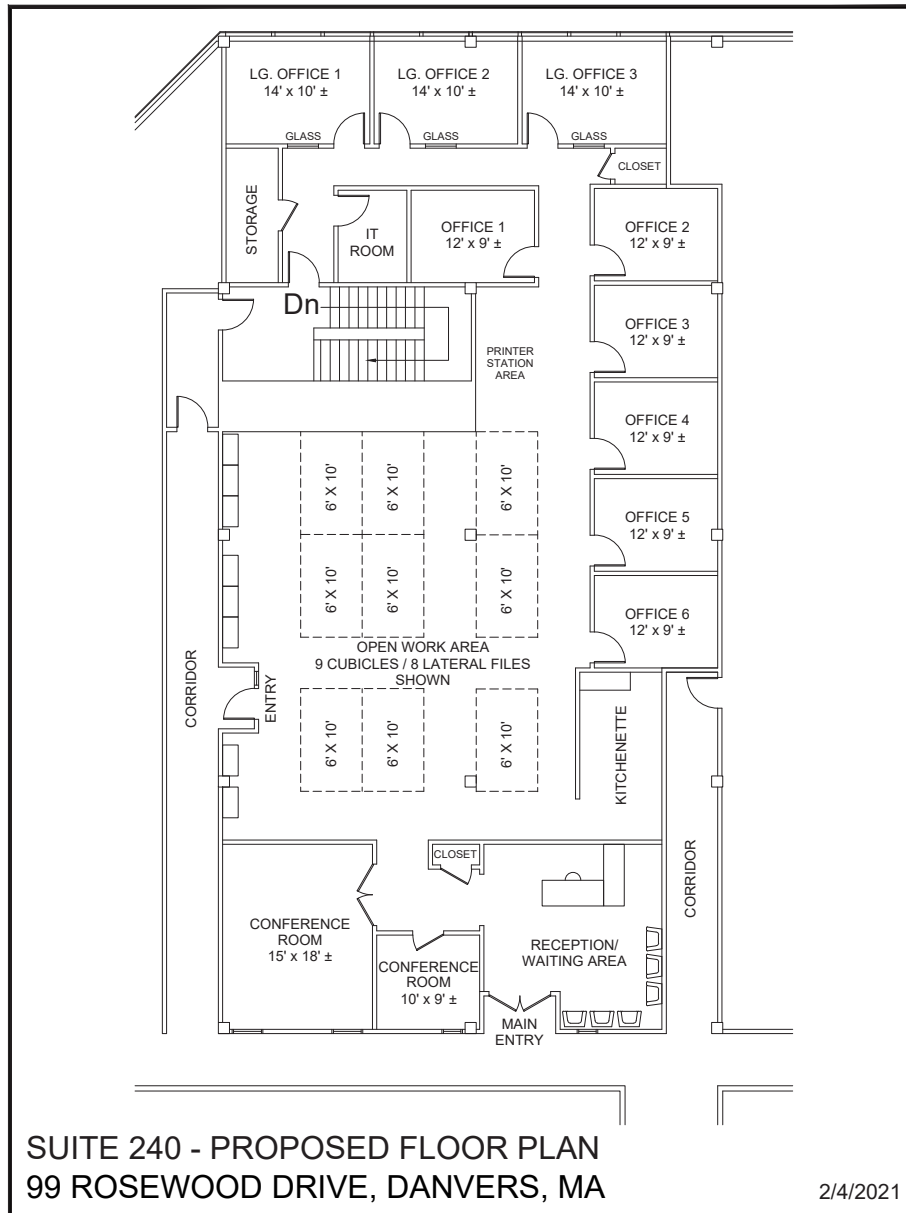 LG. OFFICE 1
14' x 10' ±
LG. OFFICE 2
14' x 10' ±
LG. OFFICE 3
14' x 10' ±
GLASS
GLASS
GLASS
CLOSET
STORAGE
IT
ROOM
OFFICE 1
12' x 9' ±
OFFICE 2
12' x 9' ±
Dn
PRINTER
STATION
AREA
OFFICE 3
12' x 9' ±
OFFICE 4
12' x 9' ±
6' X 10'
6' X 10'
6' X 10'
OFFICE 5
12' x 9' ±
6' X 10'
6' X 10'
6' X 10'
OFFICE 6
12' x 9' ±
OPEN WORK AREA
9 CUBICLES / 8 LATERAL FILES
SHOWN
CORRIDOR
ENTRY
6' X 10'
6' X 10'
6' X 10'
KITCHENETTE
CLOSET
CORRIDOR
CONFERENCE
ROOM
15' x 18' ±
CONFERENCE
ROOM
10' x 9' ±
RECEPTION/
WAITING AREA
MAIN
ENTRY
SUITE 240 - PROPOSED FLOOR PLAN
99 ROSEWOOD DRIVE, DANVERS, MA
2/4/2021